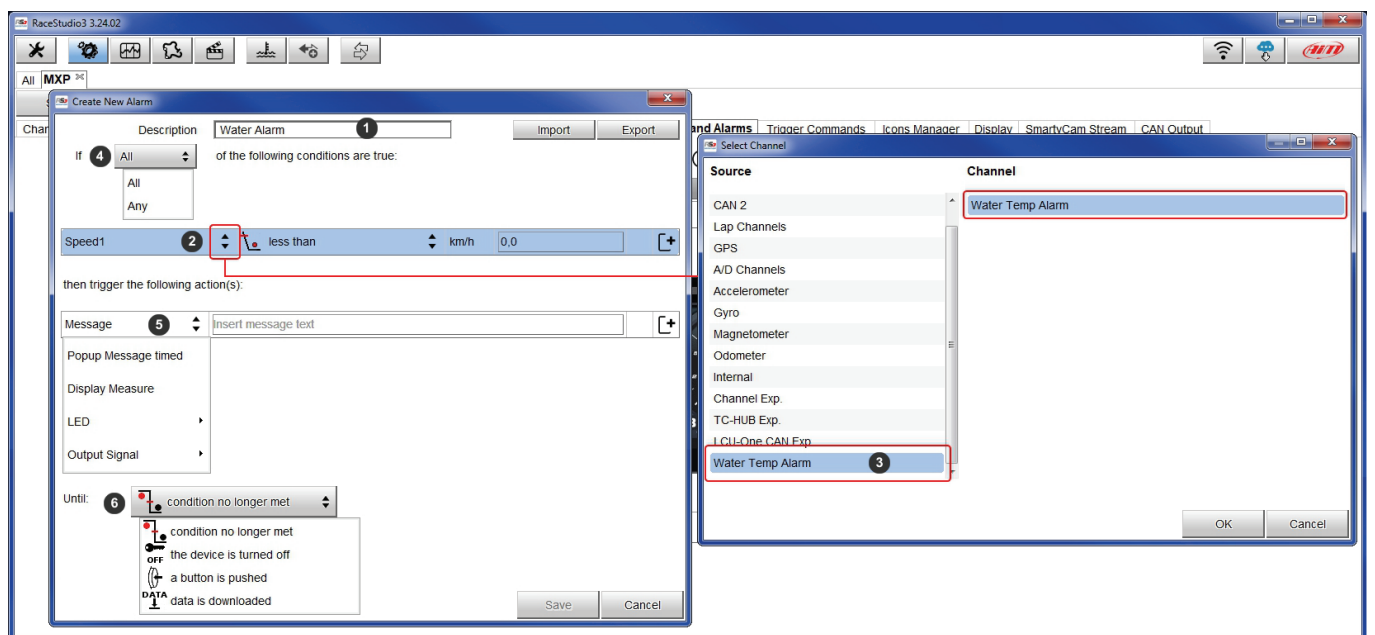 RaceStudio3 3.24.02
AiM
All MXP
Create New Alarm
Description Water Alarm 1 Import Export
If 4 All of the following conditions are true:
All
Any
Speed1 2 less than km/h 0,0
then trigger the following action(s):
Message 5 Insert message text
Popup Message timed
Display Measure
LED
Output Signal
Until: 6 condition no longer met
condition no longer met
OFF the device is turned off
a button is pushed
DATA data is downloaded
Save Cancel
Char
and Alarms Trigger Commands Icons Manager Display SmartyCam Stream CAN Output
Select Channel
Source Channel
CAN 2 Water Temp Alarm
Lap Channels
GPS
A/D Channels
Accelerometer
Gyro
Magnetometer
Odometer
Internal
Channel Exp.
TC-HUB Exp.
LCU-One CAN Exp
Water Temp Alarm 3
OK Cancel